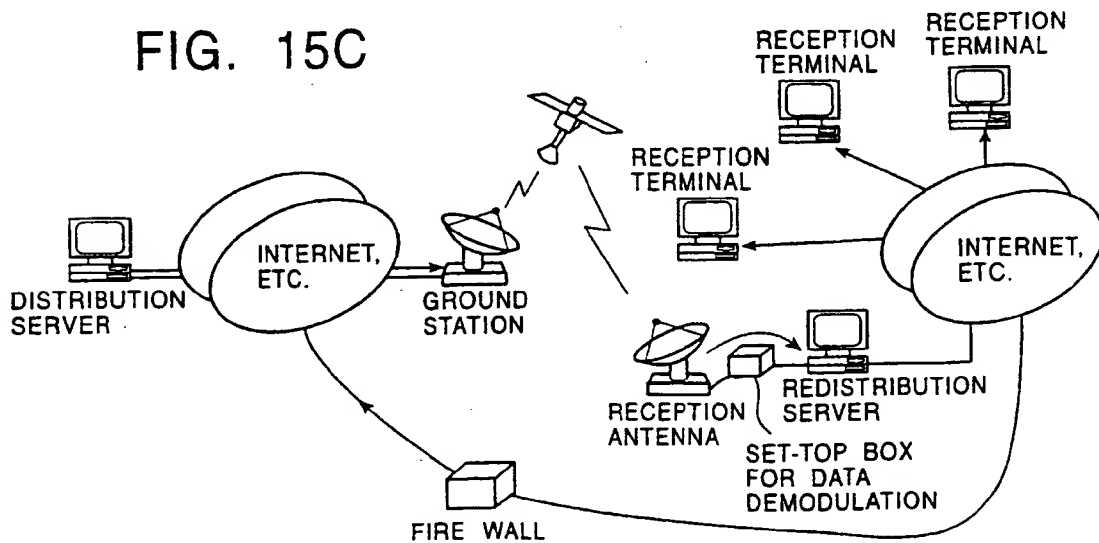 FIG. 15C
RECEPTION
TERMINAL
RECEPTION
TERMINAL
RECEPTION
TERMINAL
DISTRIBUTION
SERVER
INTERNET,
ETC.
GROUND
STATION
INTERNET,
ETC.
RECEPTION
ANTENNA
REDISTRIBUTION
SERVER
SET-TOP BOX
FOR DATA
DEMODULATION
FIRE WALL